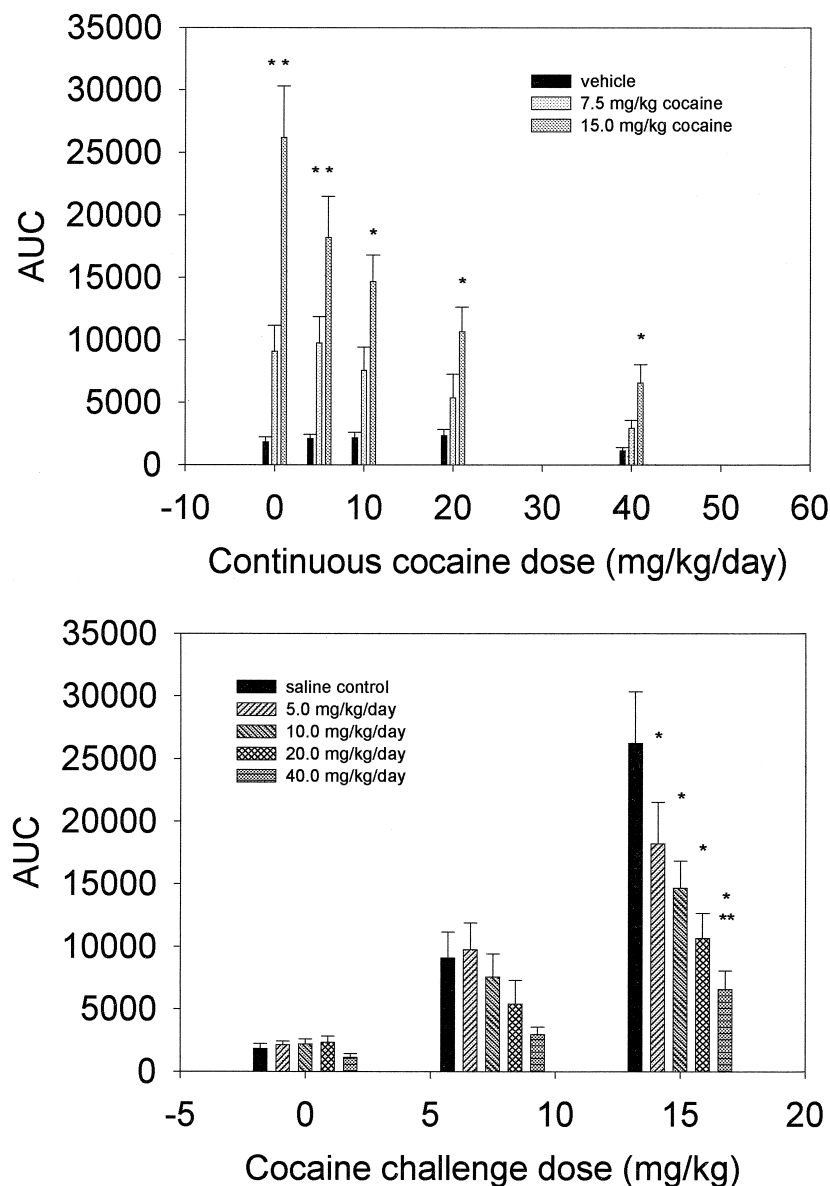 35000
30000
25000
20000
15000
10000
5000
0
AUC
* *
* *
*
*
*
vehicle
7.5 mg/kg cocaine
15.0 mg/kg cocaine
-10 0 10 20 30 40 50 60
Continuous cocaine dose (mg/kg/day)
35000
30000
25000
20000
15000
10000
5000
0
AUC
saline control
5.0 mg/kg/day
10.0 mg/kg/day
20.0 mg/kg/day
40.0 mg/kg/day
*
*
*
*
**
-5 0 5 10 15 20
Cocaine challenge dose (mg/kg)